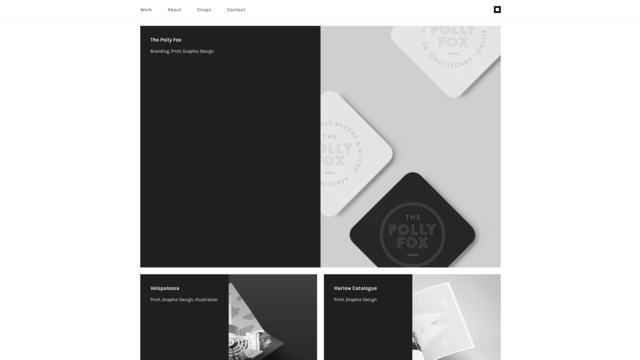 Work About Snaps Contact
The Polly Fox
Branding, Print, Graphic Design
POLLY
FOX
THE
POLLY
FOX
THE
POLLY
FOX
Velopalooza
Print, Graphic Design, Illustration
Harlow Catalogue
Print, Graphic Design